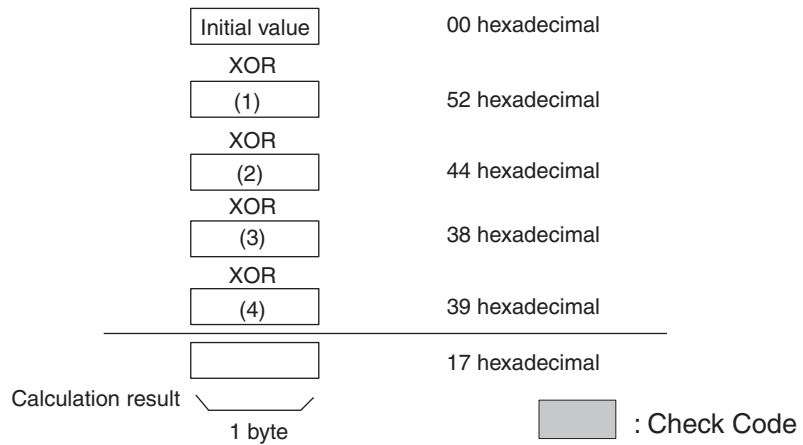 Initial value 00 hexadecimal
XOR
(1) 52 hexadecimal
XOR
(2) 44 hexadecimal
XOR
(3) 38 hexadecimal
XOR
(4) 39 hexadecimal
17 hexadecimal
Calculation result
1 byte
: Check Code